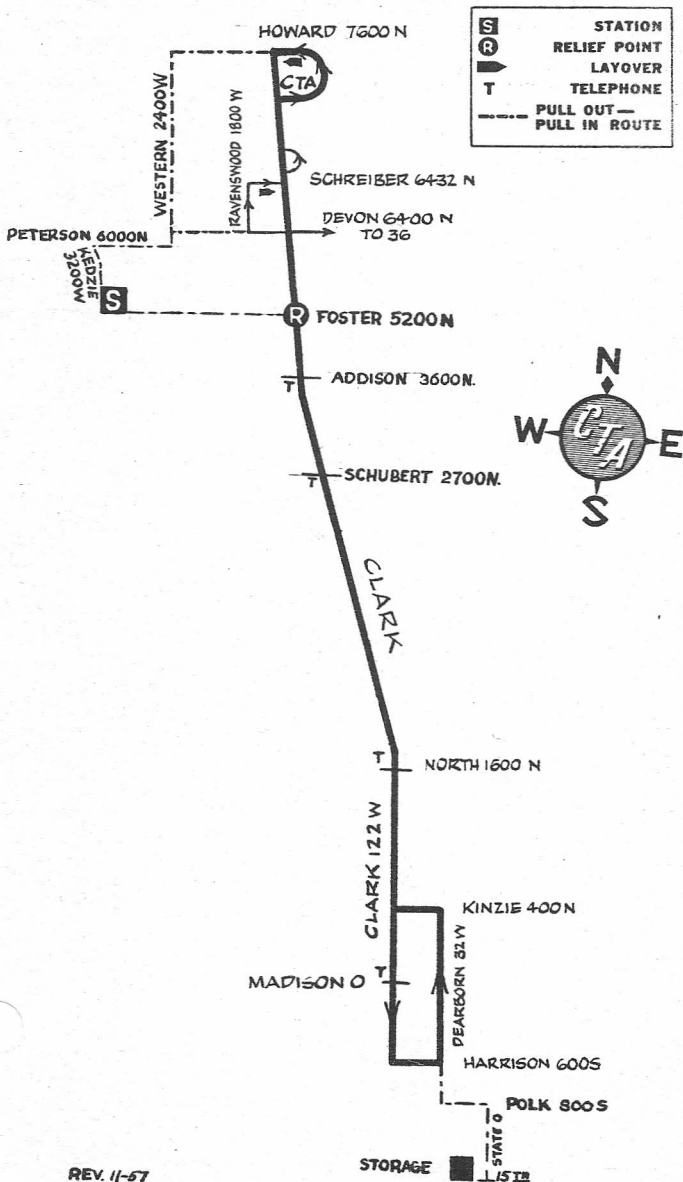 HOWARD 7600 N
S STATION
R RELIEF POINT
LAYOVER
T TELEPHONE
PULL OUT—
PULL IN ROUTE
CTA
WESTERN 2400W
RAVENSWOOD 1800 W
SCHREIBER 6432 N
DEVON 6400 N
TO 36
PETERSON 6000N
KEDZIE
3200W
S
R FOSTER 5200N
T ADDISON 3600N.
N
W CTA E
S
T SCHUBERT 2700N.
CLARK
T NORTH 1600 N
CLARK 122 W
KINZIE 400 N
DEARBORN 32 W
MADISON 0 T
HARRISON 600S
POLK 800 S
STATE 0
STORAGE
15TH
REV. 11-57